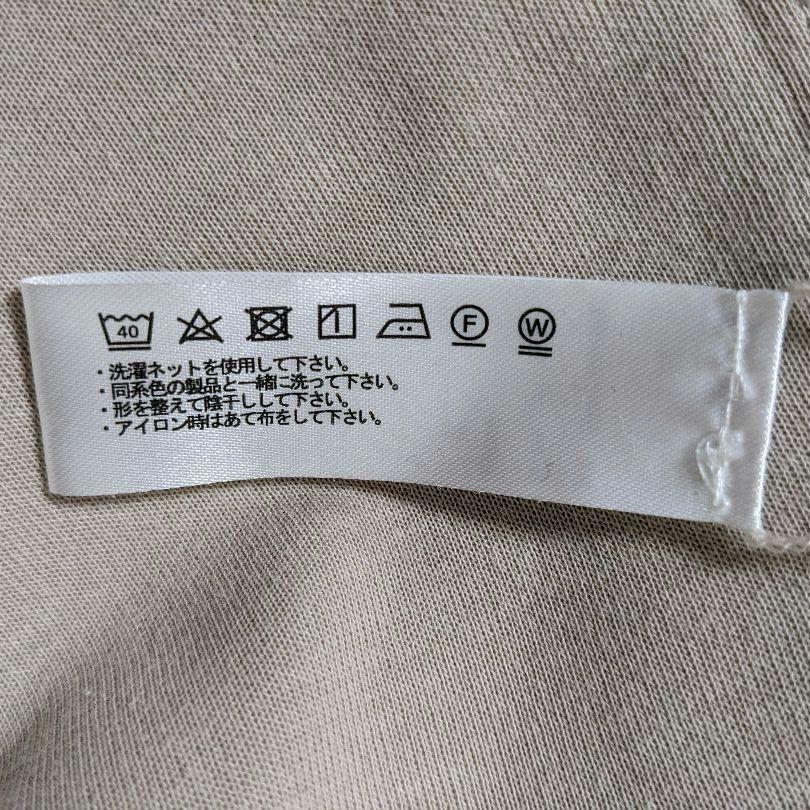 40 F W
・洗濯ネットを使用して下さい。
・同系色の製品と一緒に洗って下さい。
・形を整えて陰干しして下さい。
・アイロン時はあて布をして下さい。